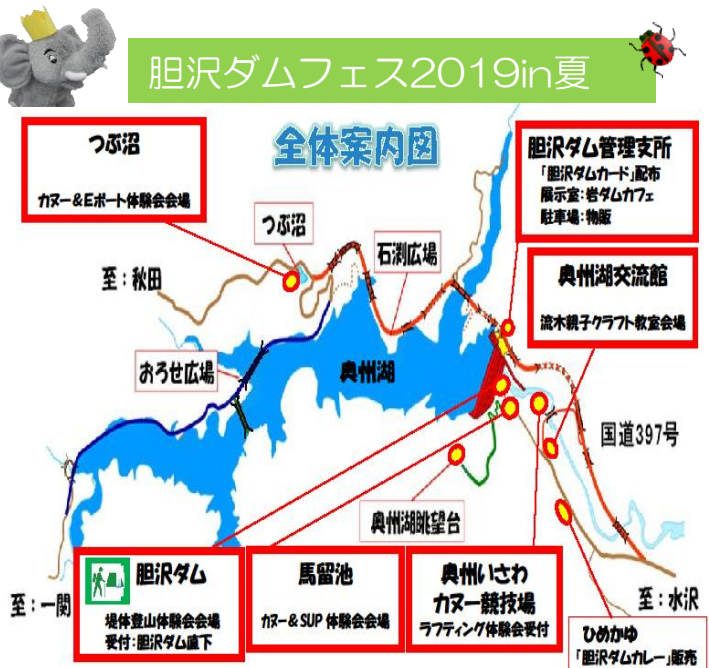 胆沢ダムフェス2019in夏
全体案内図
つぶ沼
カヌー&Eボート体験会会場
胆沢ダム管理支所
「胆沢ダムカード」配布
展示室:岩ダムカフェ
駐車場:物販
つぶ沼
石渕広場
至:秋田
奥州湖交流館
流木親子クラフト教室会場
おろせ広場
奥州湖
国道397号
奥州湖眺望台
胆沢ダム
堤体登山体験会会場
受付:胆沢ダム直下
馬留池
カヌー&SUP 体験会会場
奥州いさわ
カヌー競技場
ラフティング体験会受付
至:一関
至:水沢
ひめかゆ
「胆沢ダムカレー」販売